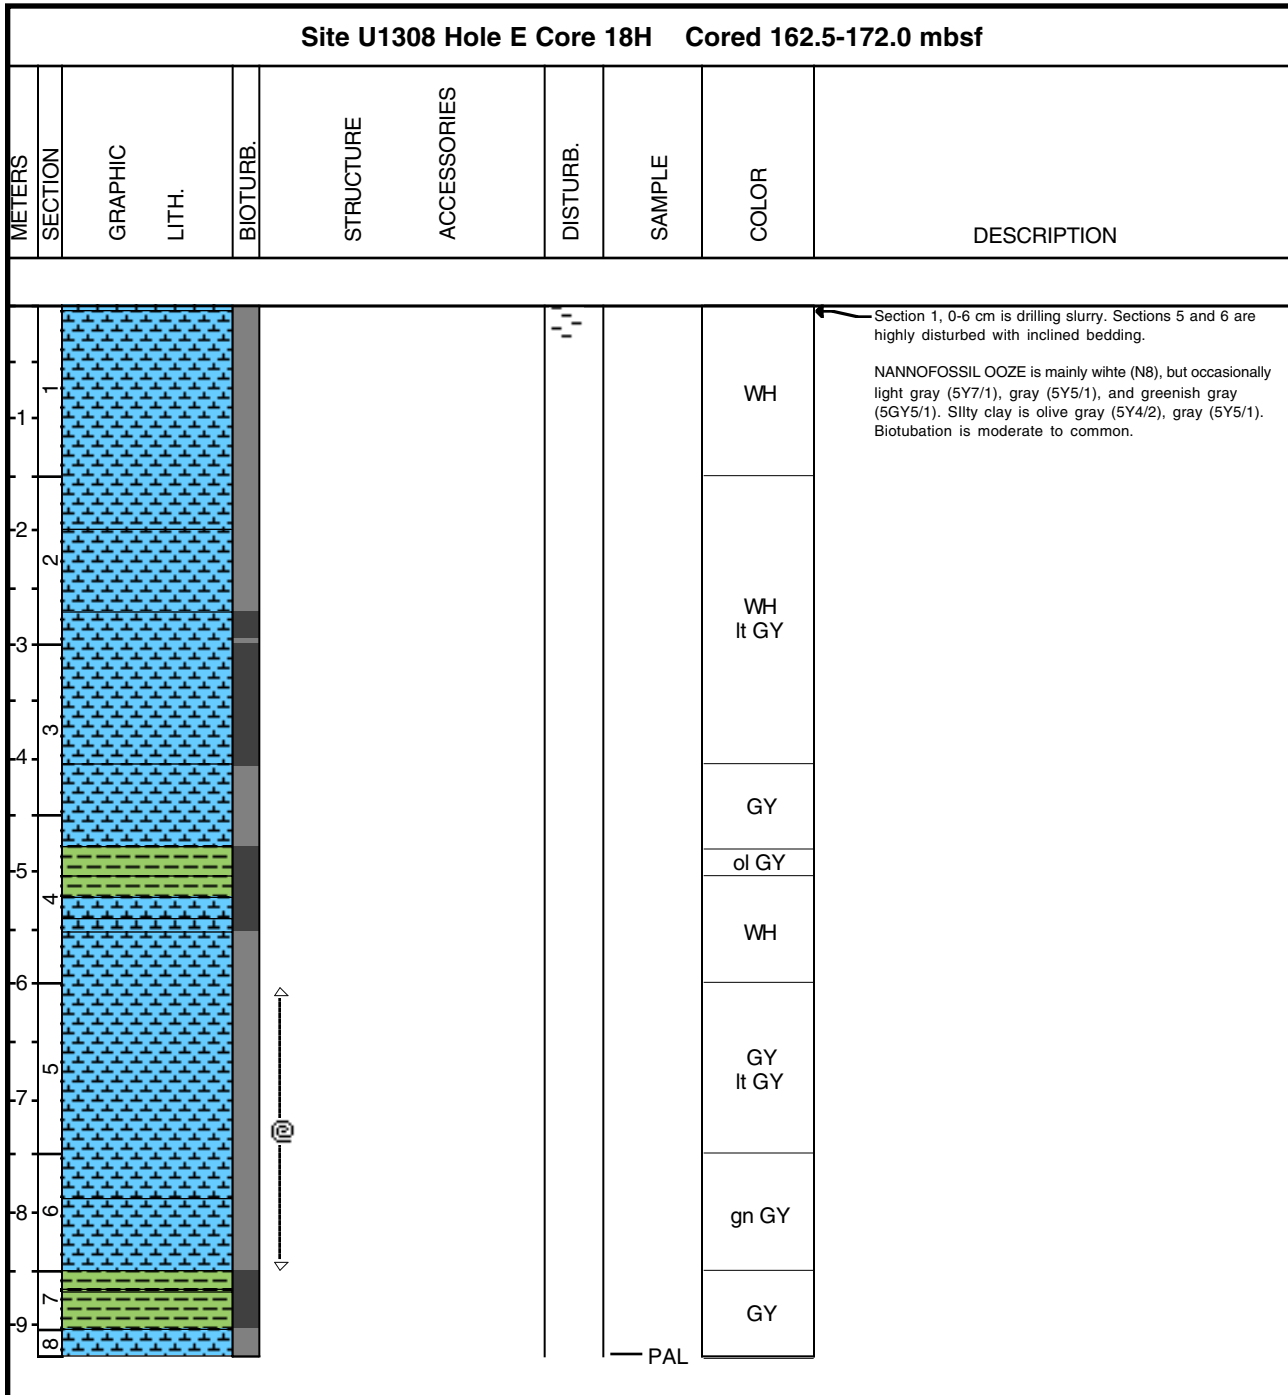 Site U1308 Hole E Core 18H Cored 162.5-172.0 mbsf
METERS
SECTION
GRAPHIC
LITH.
BIOTURB.
STRUCTURE
ACCESSORIES
DISTURB.
SAMPLE
COLOR
DESCRIPTION
Section 1, 0-6 cm is drilling slurry. Sections 5 and 6 are
highly disturbed with inclined bedding.
NANNOFOSSIL OOZE is mainly wihte (N8), but occasionally
light gray (5Y7/1), gray (5Y5/1), and greenish gray
(5GY5/1). SIlty clay is olive gray (5Y4/2), gray (5Y5/1).
Biotubation is moderate to common.
1
WH
1
2
2
WH
lt GY
3
3
4
GY
ol GY
5
4
WH
6
5
GY
lt GY
7
@
8
6
gn GY
7
GY
9
8
PAL